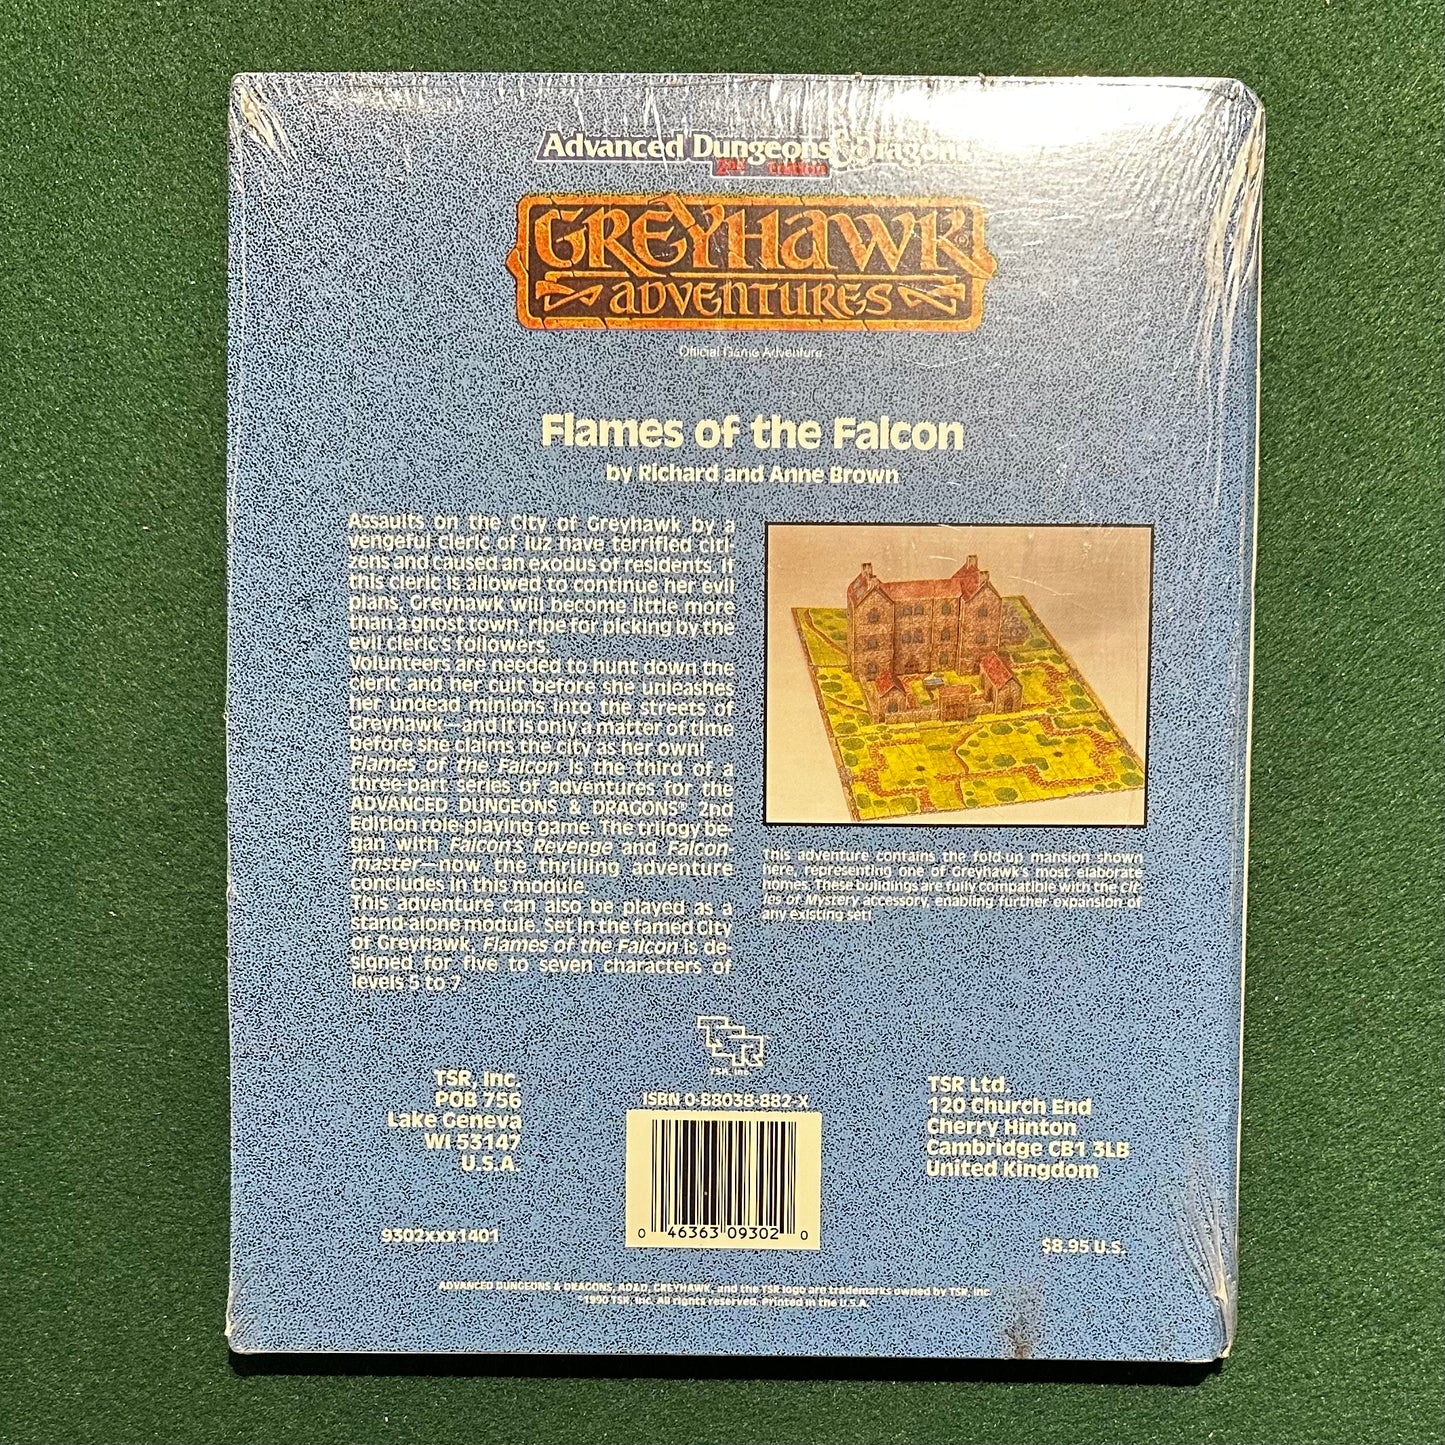 Advanced Dungeons & Dragons
2nd Edition
GREYHAWK®
ADVENTURES
Official Game Adventure
Flames of the Falcon
by Richard and Anne Brown
Assaults on the City of Greyhawk by a
vengeful cleric of Iuz have terrified citi-
zens and caused an exodus of residents. If
this cleric is allowed to continue her evil
plans, Greyhawk will become little more
than a ghost town, ripe for picking by the
evil cleric's followers.
Volunteers are needed to hunt down the
cleric and her cult before she unleashes
her undead minions into the streets of
Greyhawk—and it is only a matter of time
before she claims the city as her own!
Flames of the Falcon is the third of a
three-part series of adventures for the
ADVANCED DUNGEONS & DRAGONS® 2nd
Edition role-playing game. The trilogy be-
gan with Falcon's Revenge and Falcon-
master—now the thrilling adventure
concludes in this module.
This adventure can also be played as a
stand-alone module. Set in the famed City
of Greyhawk, Flames of the Falcon is de-
signed for five to seven characters of
levels 5 to 7.
This adventure contains the fold-up mansion shown
here, representing one of Greyhawk's most elaborate
homes. These buildings are fully compatible with the Cit-
ies of Mystery accessory, enabling further expansion of
any existing set!
TSR, Inc.
TSR, Inc.
POB 756
Lake Geneva
WI 53147
U.S.A.
ISBN 0-88038-882-X
0 46363 09302 0
TSR Ltd.
120 Church End
Cherry Hinton
Cambridge CB1 3LB
United Kingdom
9302xxx1401
$8.95 U.S.
ADVANCED DUNGEONS & DRAGONS, AD&D, GREYHAWK, and the TSR logo are trademarks owned by TSR, Inc.
©1990 TSR, Inc. All rights reserved. Printed in the U.S.A.